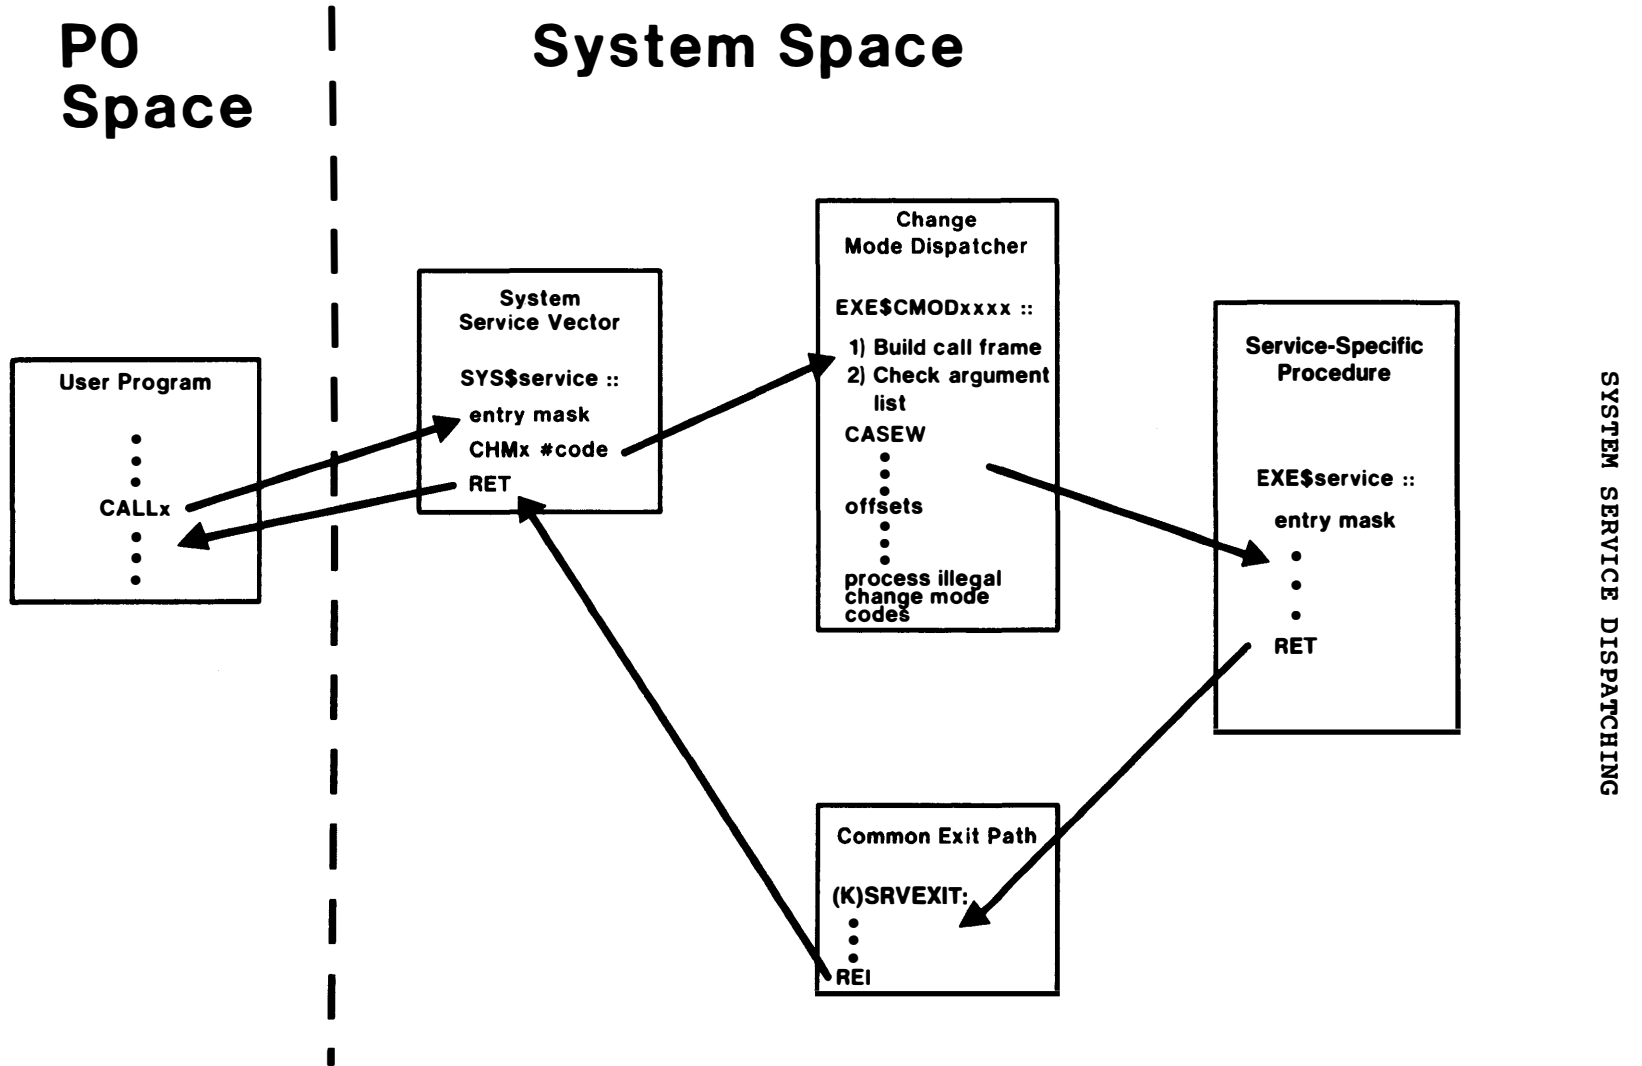 PO
Space
System Space
User Program
CALLx
System
Service Vector
SYS$service ::
entry mask
CHMx #code
RET
Change
Mode Dispatcher
EXE$CMODxxxx ::
1) Build call frame
2) Check argument
list
CASEW
offsets
process illegal
change mode
codes
Service-Specific
Procedure
EXE$service ::
entry mask
RET
Common Exit Path
(K)SRVEXIT:
REI
SYSTEM SERVICE DISPATCHING